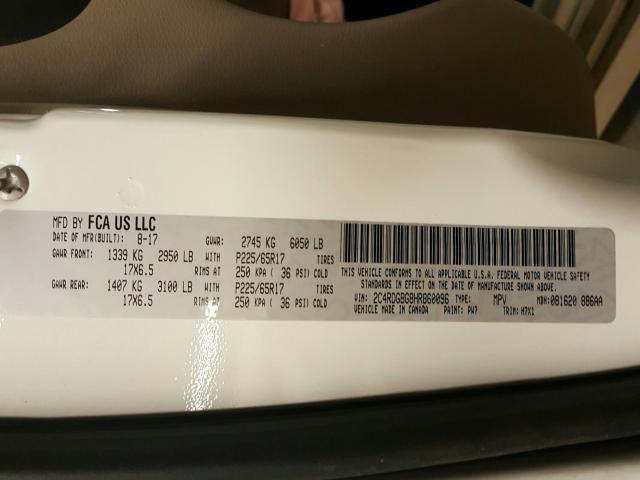 MFD BY FCA US LLC
DATE OF MFR(BUILT): 8-17 GVWR: 2745 KG 6050 LB
GAWR FRONT: 1339 KG 2950 LB WITH P225/65R17 TIRES
17X6.5 RIMS AT 250 KPA ( 36 PSI) COLD
GAWR REAR: 1407 KG 3100 LB WITH P225/65R17 TIRES
17X6.5 RIMS AT 250 KPA ( 36 PSI) COLD
THIS VEHICLE CONFORMS TO ALL APPLICABLE U.S.A. FEDERAL MOTOR VEHICLE SAFETY
STANDARDS IN EFFECT ON THE DATE OF MANUFACTURE SHOWN ABOVE
VIN: 2C4RDGBG8HR860096 TYPE: MPV MDH: 081620 886AA
VEHICLE MADE IN CANADA PAINT: PW7 TRIM: H7X1